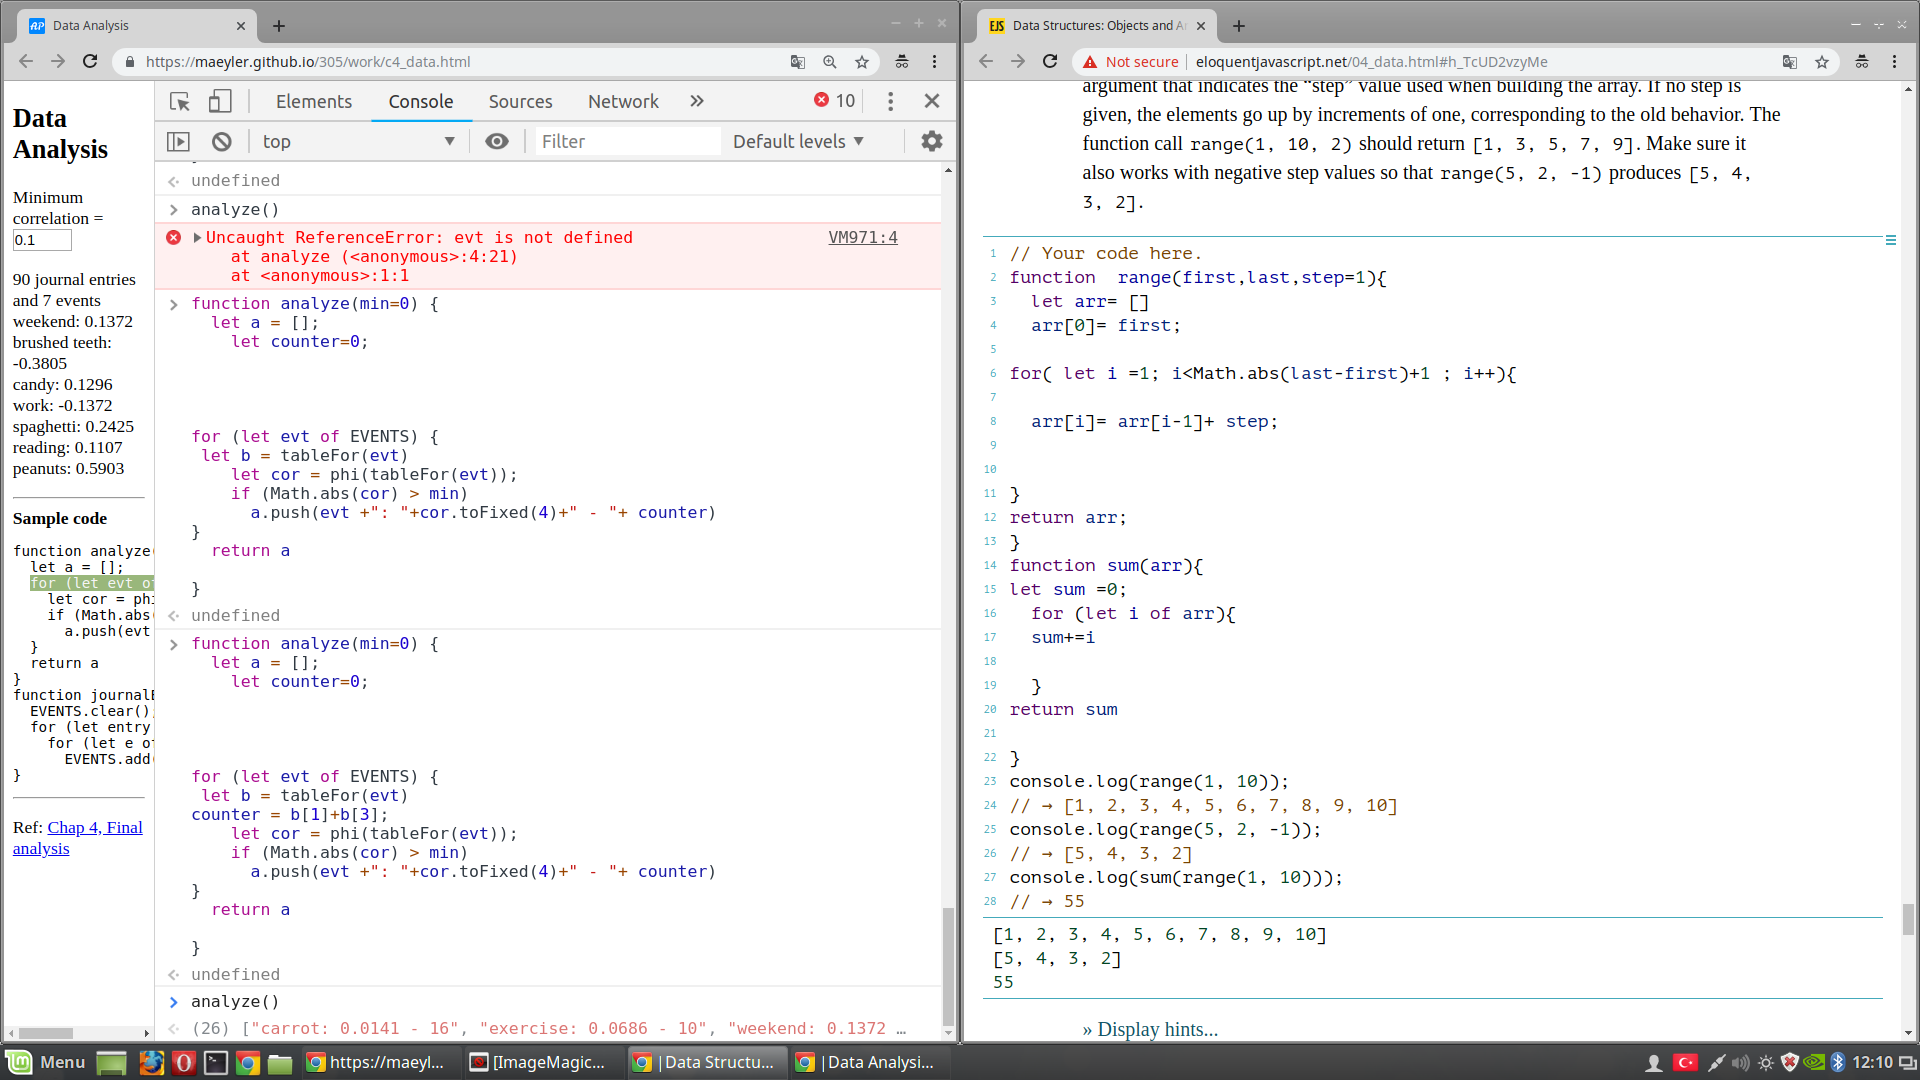 Data Analysis
https://maeyler.github.io/305/work/c4_data.html
Data
Analysis
Minimum
correlation =
0.1
90 journal entries
and 7 events
weekend: 0.1372
brushed teeth:
-0.3805
candy: 0.1296
work: -0.1372
spaghetti: 0.2425
reading: 0.1107
peanuts: 0.5903
Sample code
function analyze(
let a = [];
for (let evt of
let cor = phi
if (Math.abs(
a.push(evt
}
return a
}
function journalE
EVENTS.clear();
for (let entry
for (let e of
EVENTS.add(
}
Ref: Chap 4, Final
analysis
Elements Console Sources Network » 10
top Filter Default levels
undefined
analyze()
Uncaught ReferenceError: evt is not defined VM971:4
at analyze (<anonymous>:4:21)
at <anonymous>:1:1
function analyze(min=0) {
let a = [];
let counter=0;
for (let evt of EVENTS) {
let b = tableFor(evt)
let cor = phi(tableFor(evt));
if (Math.abs(cor) > min)
a.push(evt +": "+cor.toFixed(4)+" - "+ counter)
}
return a
}
undefined
function analyze(min=0) {
let a = [];
let counter=0;
for (let evt of EVENTS) {
let b = tableFor(evt)
counter = b[1]+b[3];
let cor = phi(tableFor(evt));
if (Math.abs(cor) > min)
a.push(evt +": "+cor.toFixed(4)+" - "+ counter)
}
return a
}
undefined
analyze()
(26) ["carrot: 0.0141 - 16", "exercise: 0.0686 - 10", "weekend: 0.1372 …
EJS Data Structures: Objects and Ar
Not secure eloquentjavascript.net/04_data.html#h_TcUD2vzyMe
argument that indicates the “step” value used when building the array. If no step is
given, the elements go up by increments of one, corresponding to the old behavior. The
function call range(1, 10, 2) should return [1, 3, 5, 7, 9]. Make sure it
also works with negative step values so that range(5, 2, -1) produces [5, 4,
3, 2].
1 // Your code here.
2 function  range(first,last,step=1){
3 let arr= []
4 arr[0]= first;
5
6 for( let i =1; i<Math.abs(last-first)+1 ; i++){
7
8 arr[i]= arr[i-1]+ step;
9
10
11 }
12 return arr;
13 }
14 function sum(arr){
15 let sum =0;
16 for (let i of arr){
17 sum+=i
18
19 }
20 return sum
21
22 }
23 console.log(range(1, 10));
24 // → [1, 2, 3, 4, 5, 6, 7, 8, 9, 10]
25 console.log(range(5, 2, -1));
26 // → [5, 4, 3, 2]
27 console.log(sum(range(1, 10)));
28 // → 55
[1, 2, 3, 4, 5, 6, 7, 8, 9, 10]
[5, 4, 3, 2]
55
» Display hints...
Menu https://maeyl... [ImageMagic... |Data Structu... |Data Analysi... 12:10